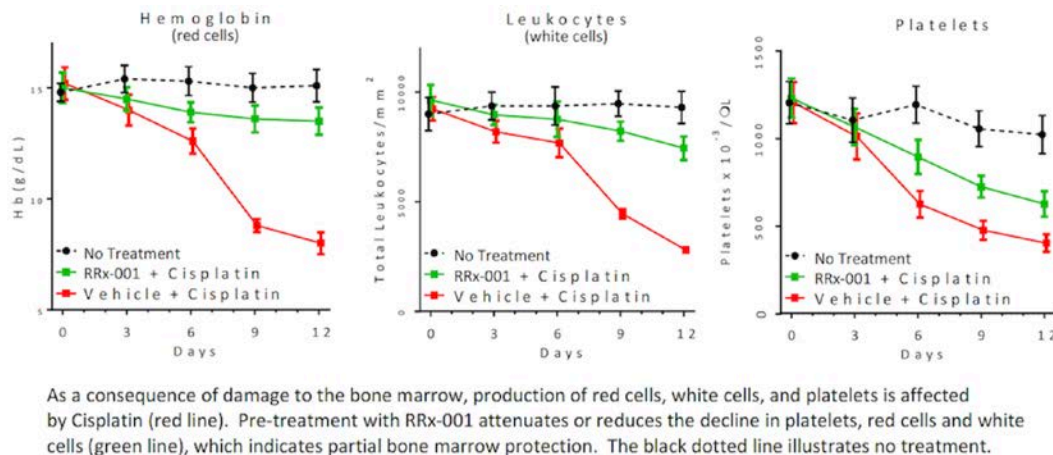 Hemoglobin
(red cells)
Hb(g/dL)
15
10
5
No Treatment
RRx-001 + Cisplatin
Vehicle + Cisplatin
0 3 6 9 12
Days
Leukocytes
(white cells)
Total Leukocytes/mm²
10000
5000
0
No Treatment
RRx-001 + Cisplatin
Vehicle + Cisplatin
0 3 6 9 12
Days
Platelets
Platelets x 10⁻³/QL
1500
1000
500
0
No Treatment
RRx-001 + Cisplatin
Vehicle + Cisplatin
0 3 6 9 12
Days
As a consequence of damage to the bone marrow, production of red cells, white cells, and platelets is affected
by Cisplatin (red line). Pre-treatment with RRx-001 attenuates or reduces the decline in platelets, red cells and white
cells (green line), which indicates partial bone marrow protection. The black dotted line illustrates no treatment.